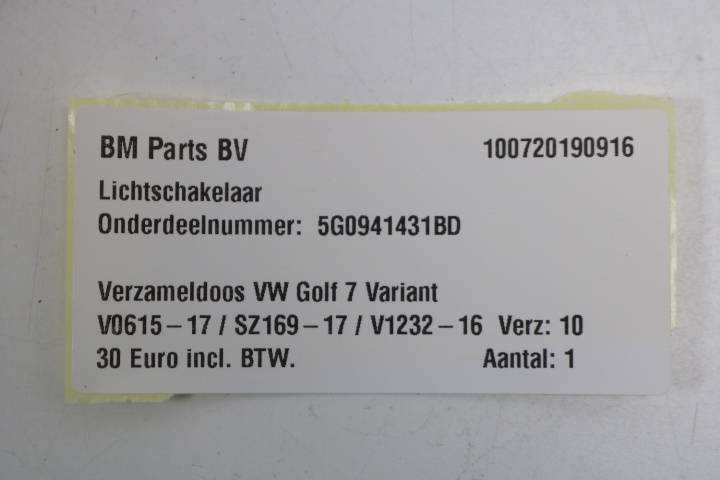 BM Parts BV 100720190916
Lichtschakelaar
Onderdeelnummer: 5G0941431BD
Verzameldoos VW Golf 7 Variant
V0615-17 / SZ169-17 / V1232-16 Verz: 10
30 Euro incl. BTW. Aantal: 1